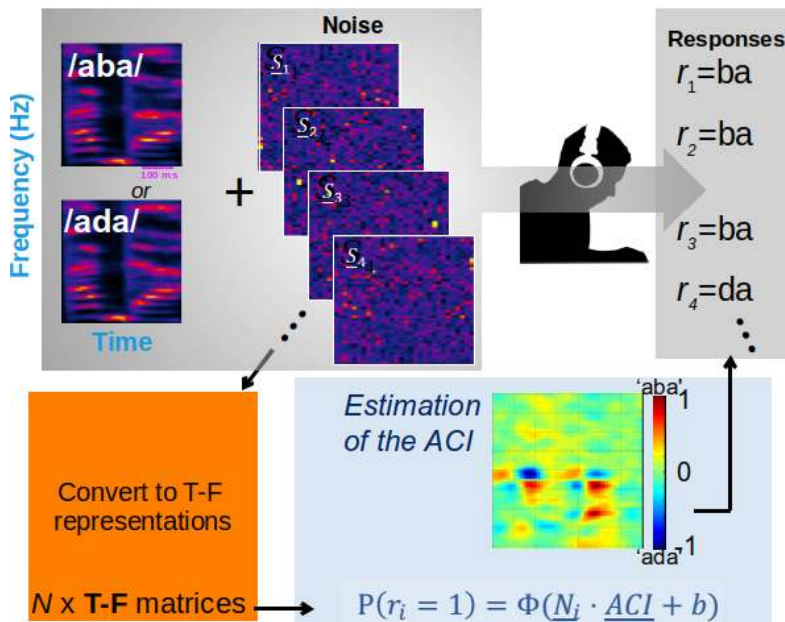 Noise
/aba/
100 ms
or
/ada/
Frequency (Hz)
Time
+
S1
S2
S3
S4
Responses
r1=ba
r2=ba
r3=ba
r4=da
Convert to T-F
representations
N x T-F matrices
Estimation
of the ACI
'aba'
1
0
-1
'ada'
P(ri = 1) = Φ(Ni · ACI + b)